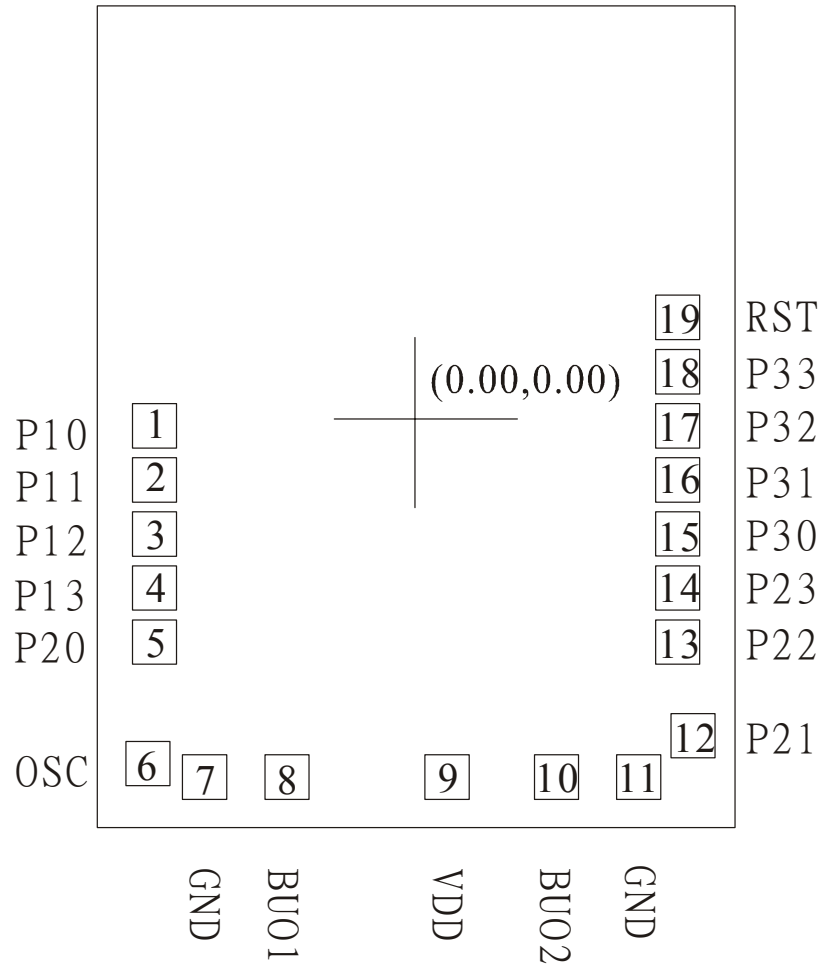 19 RST
(0.00,0.00) 18 P33
P10 1 17 P32
P11 2 16 P31
P12 3 15 P30
P13 4 14 P23
P20 5 13 P22
12 P21
OSC 6 7 8 9 10 11
GND BUO1 VDD BUO2 GND